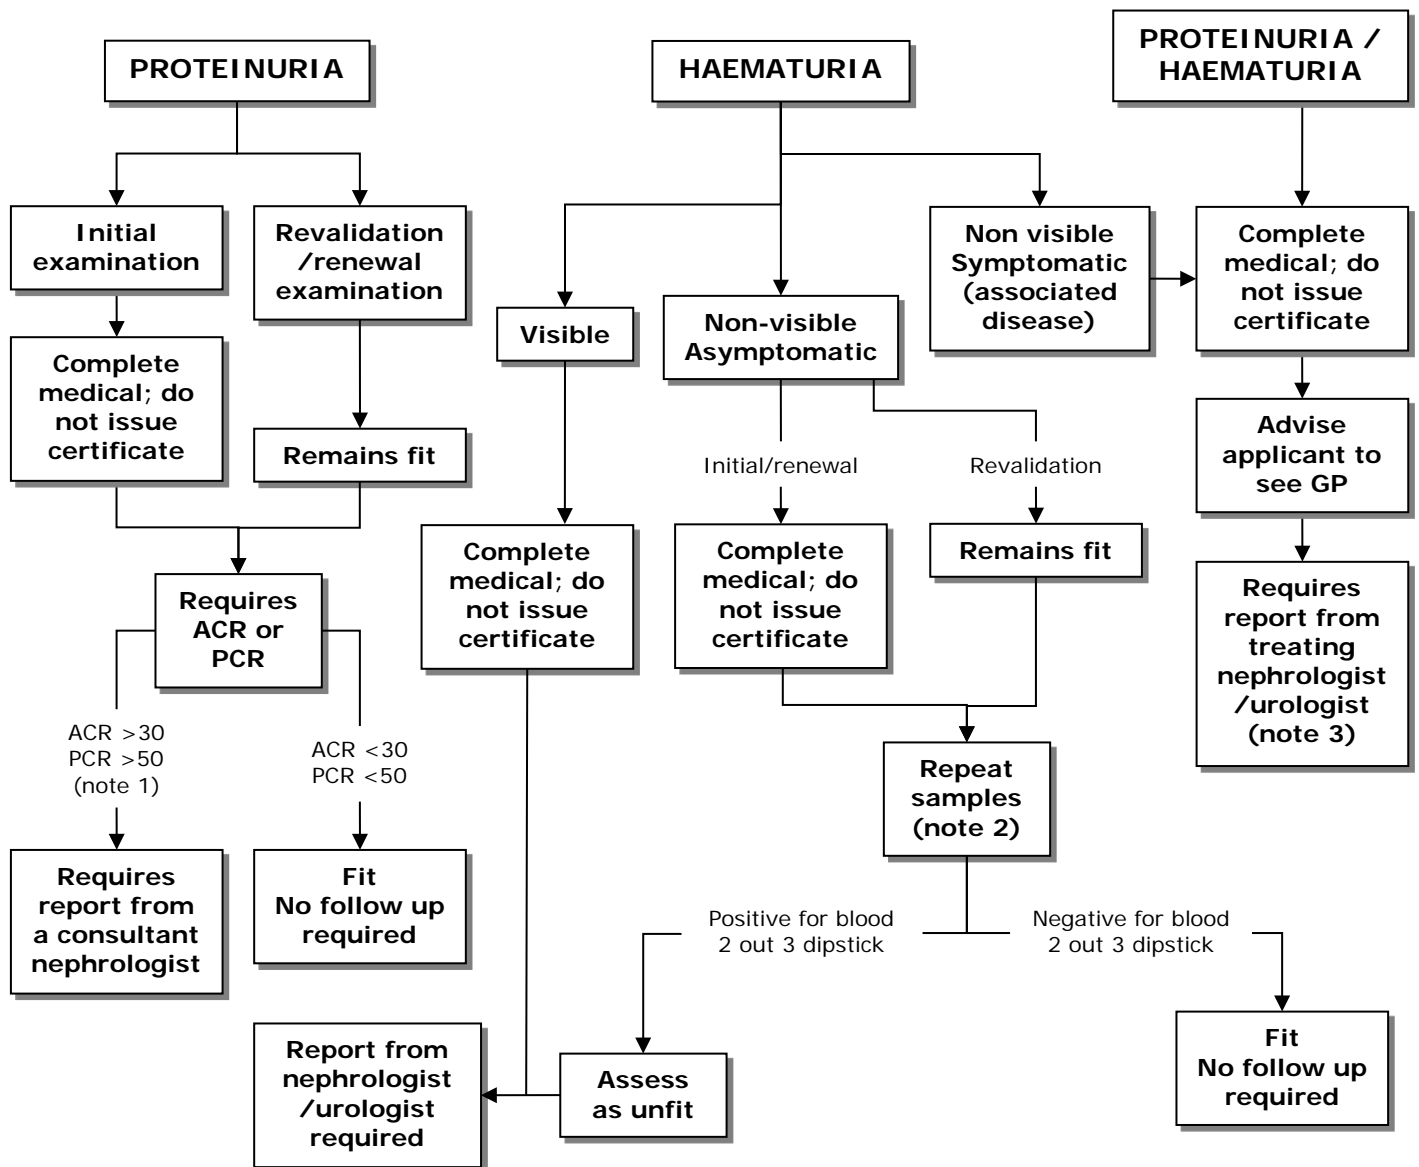 PROTEINURIA
HAEMATURIA
PROTEINURIA /
HAEMATURIA
Initial
examination
Revalidation
/renewal
examination
Non visible
Symptomatic
(associated
disease)
Complete
medical; do
not issue
certificate
Visible
Non-visible
Asymptomatic
Complete
medical; do
not issue
certificate
Remains fit
Advise
applicant to
see GP
Initial/renewal
Revalidation
Complete
medical; do
not issue
certificate
Complete
medical; do
not issue
certificate
Remains fit
Requires
ACR or
PCR
Requires
report from
treating
nephrologist
/urologist
(note 3)
ACR >30
PCR >50
(note 1)
ACR <30
PCR <50
Repeat
samples
(note 2)
Requires
report from
a consultant
nephrologist
Fit
No follow up
required
Positive for blood
2 out 3 dipstick
Negative for blood
2 out 3 dipstick
Report from
nephrologist
/urologist
required
Assess
as unfit
Fit
No follow up
required